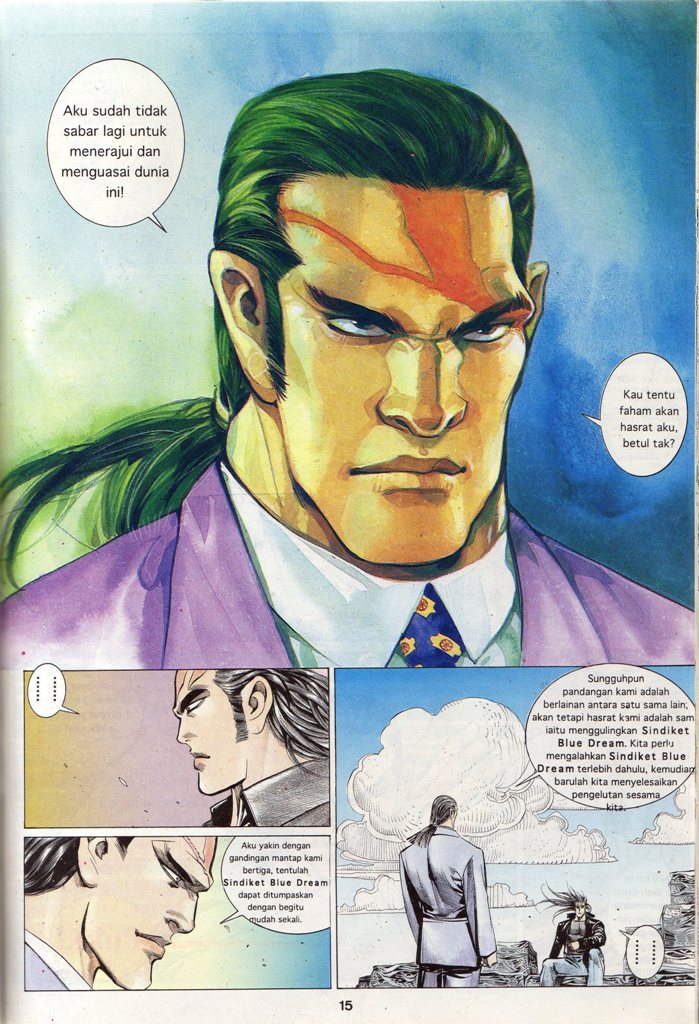 Aku sudah tidak
sabar lagi untuk
menerajui dan
menguasai dunia
ini!
Kau tentu
faham akan
hasrat aku,
betul tak?
Sungguhpun
pandangan kami adalah
berlainan antara satu sama lain,
akan tetapi hasrat kami adalah sam
iaitu menggulingkan Sindiket
Blue Dream. Kita perlu
mengalahkan Sindiket Blue
Dream terlebih dahulu, kemudian
barulah kita menyelesaikan
pengelutan sesama
kita.
Aku yakin dengan
gandingan mantap kami
bertiga, tentulah
Sindiket Blue Dream
dapat ditumpaskan
dengan begitu
mudah sekali.
15